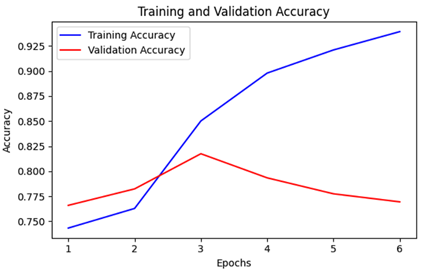 Training and Validation Accuracy
Training Accuracy
Validation Accuracy
Accuracy
0.925
0.900
0.875
0.850
0.825
0.800
0.775
0.750
1 2 3 4 5 6
Epochs